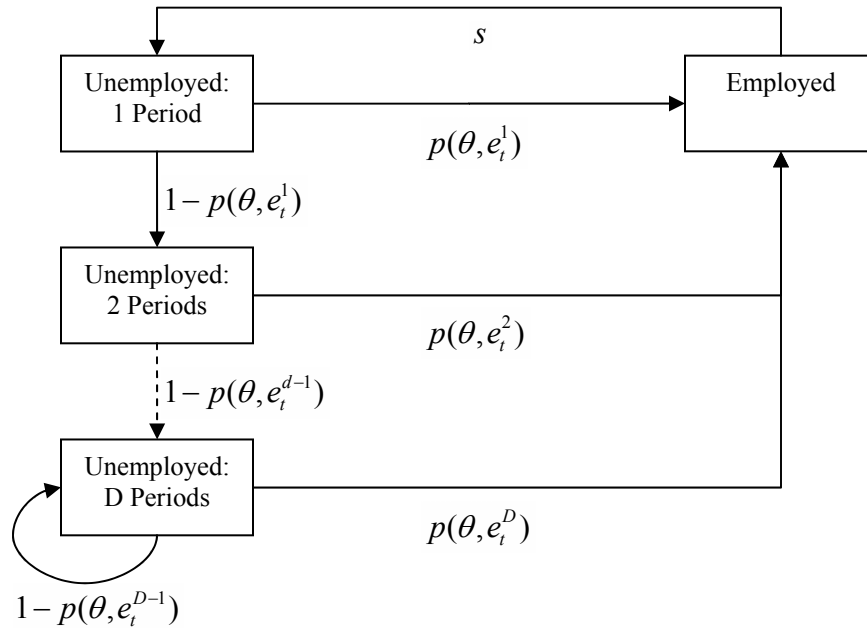 s
Unemployed:
1 Period
Employed
p(θ, e_t^1)
1 − p(θ, e_t^1)
Unemployed:
2 Periods
p(θ, e_t^2)
1 − p(θ, e_t^{d−1})
Unemployed:
D Periods
p(θ, e_t^D)
1 − p(θ, e_t^{D−1})